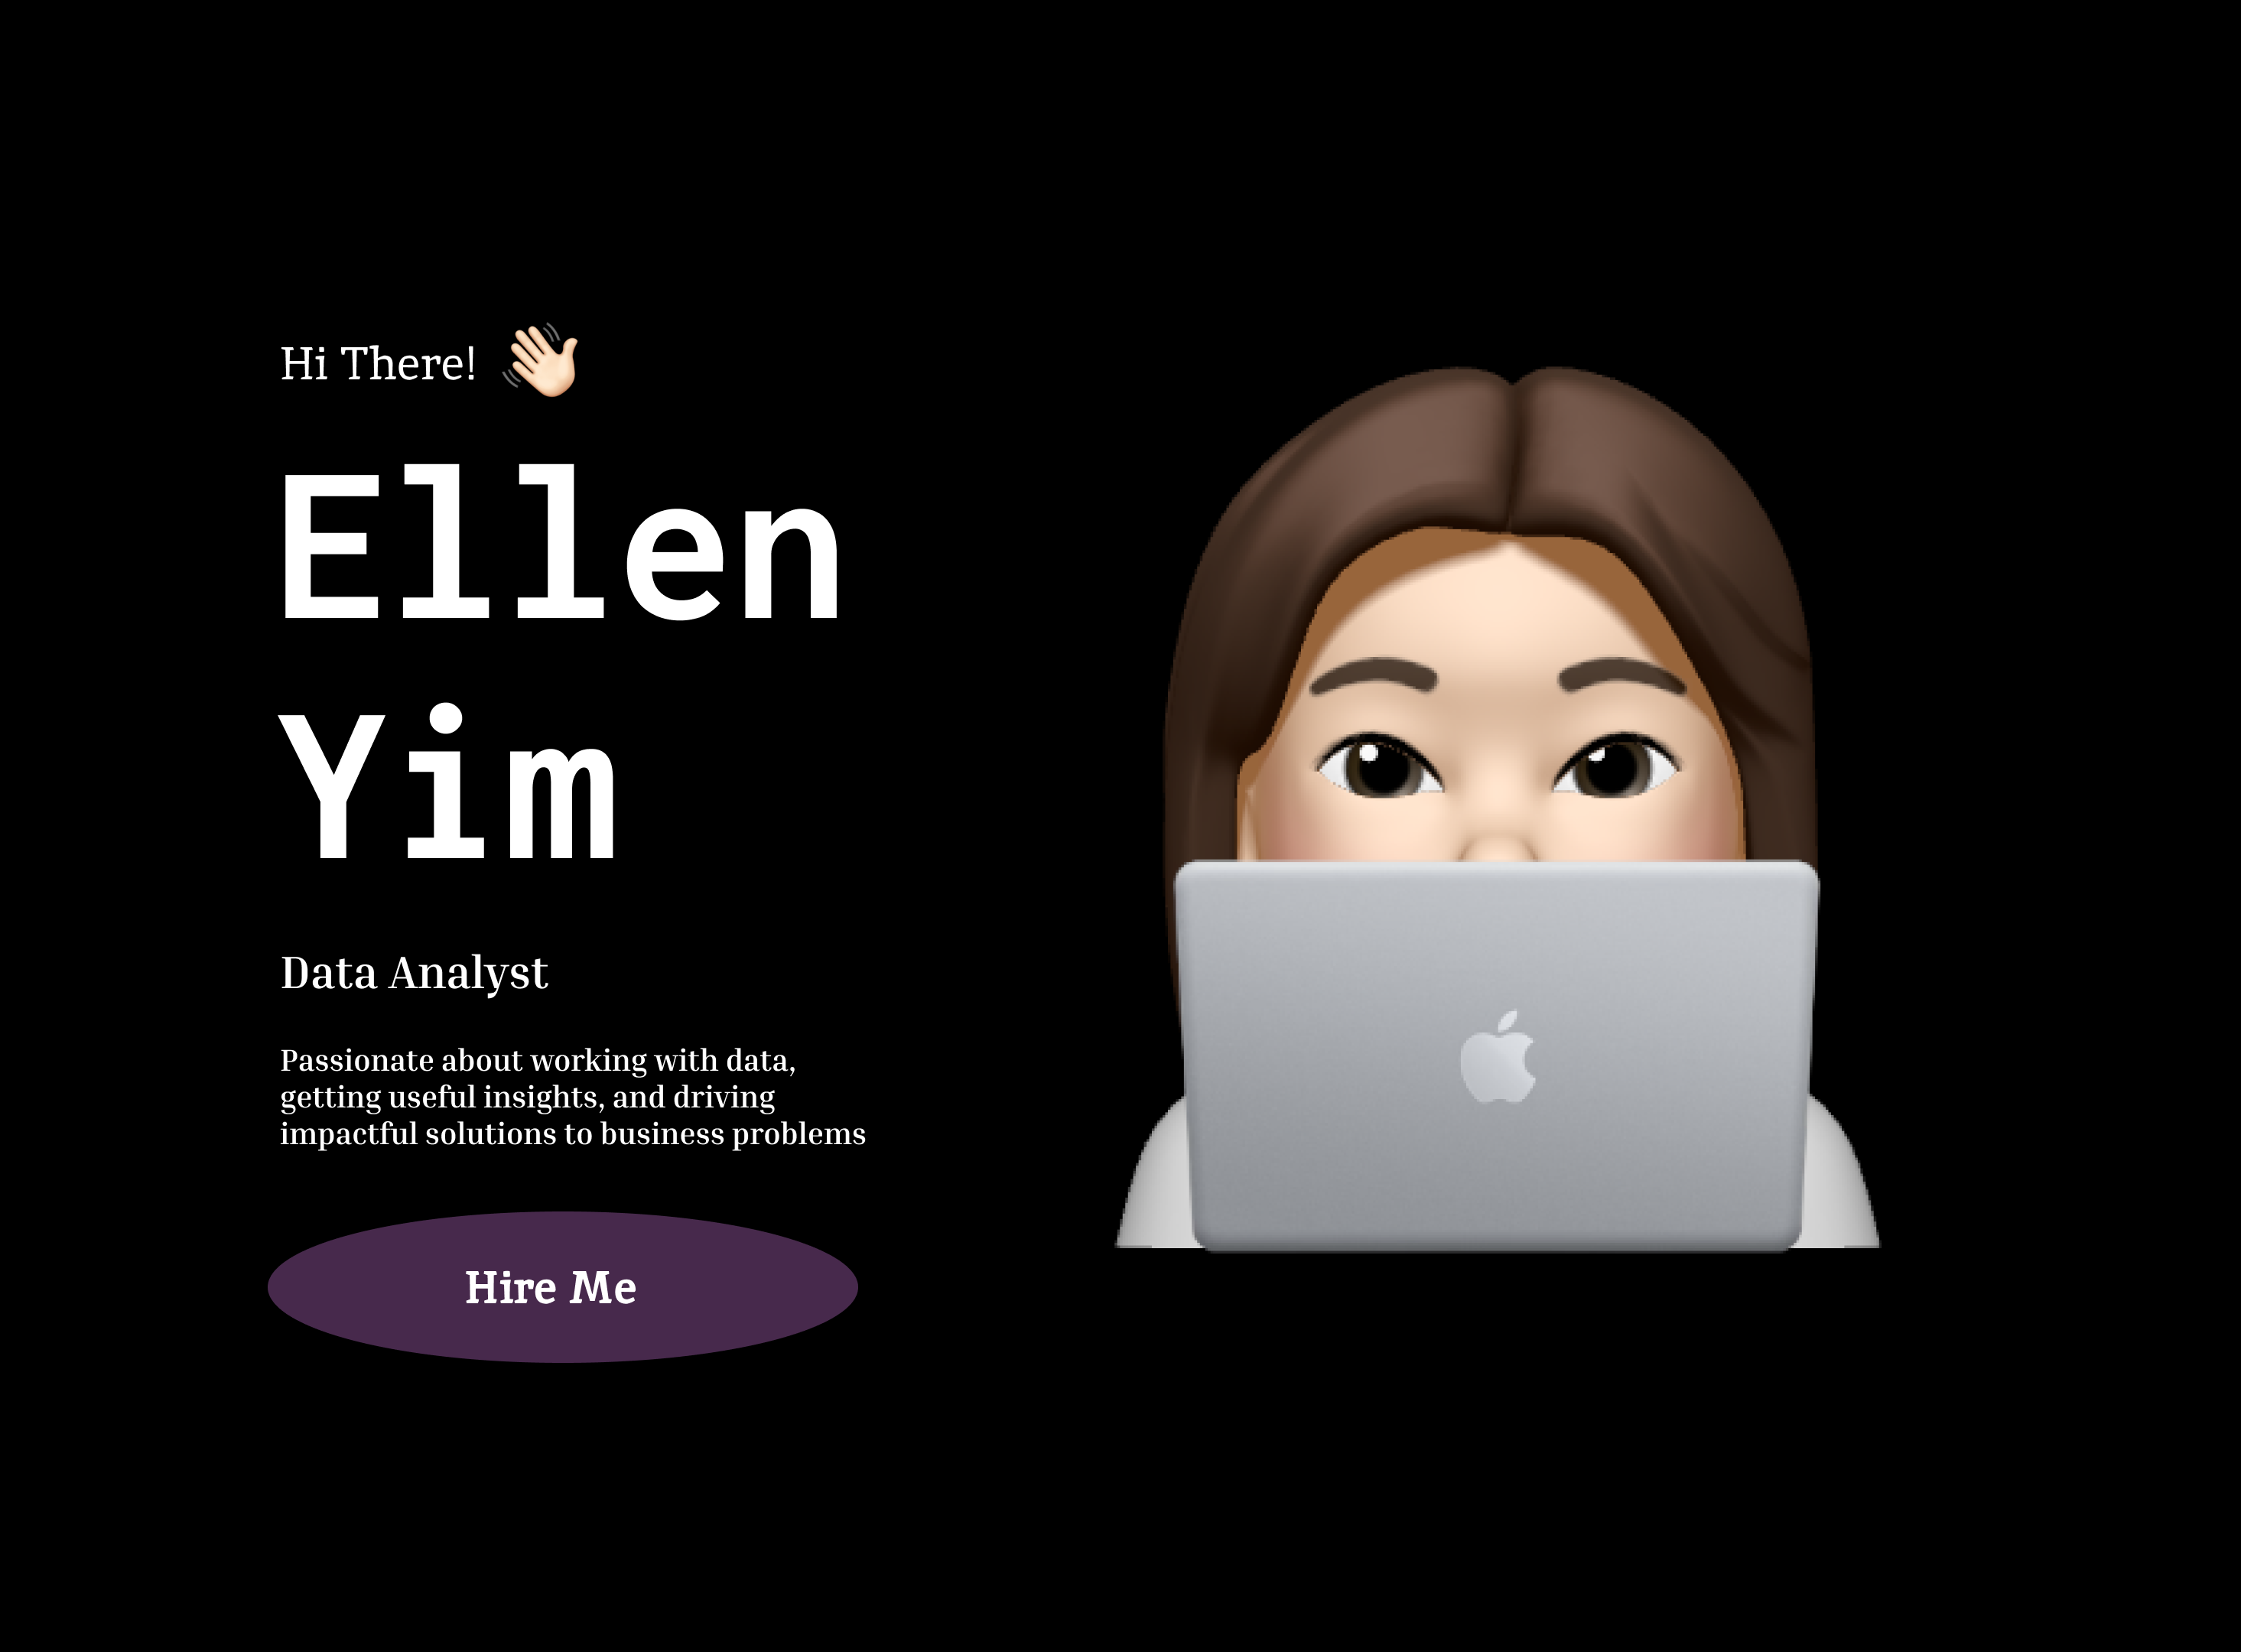 Hi There! 👋🏻
Ellen
Yim
Data Analyst
Passionate about working with data,
getting useful insights, and driving
impactful solutions to business problems
Hire Me